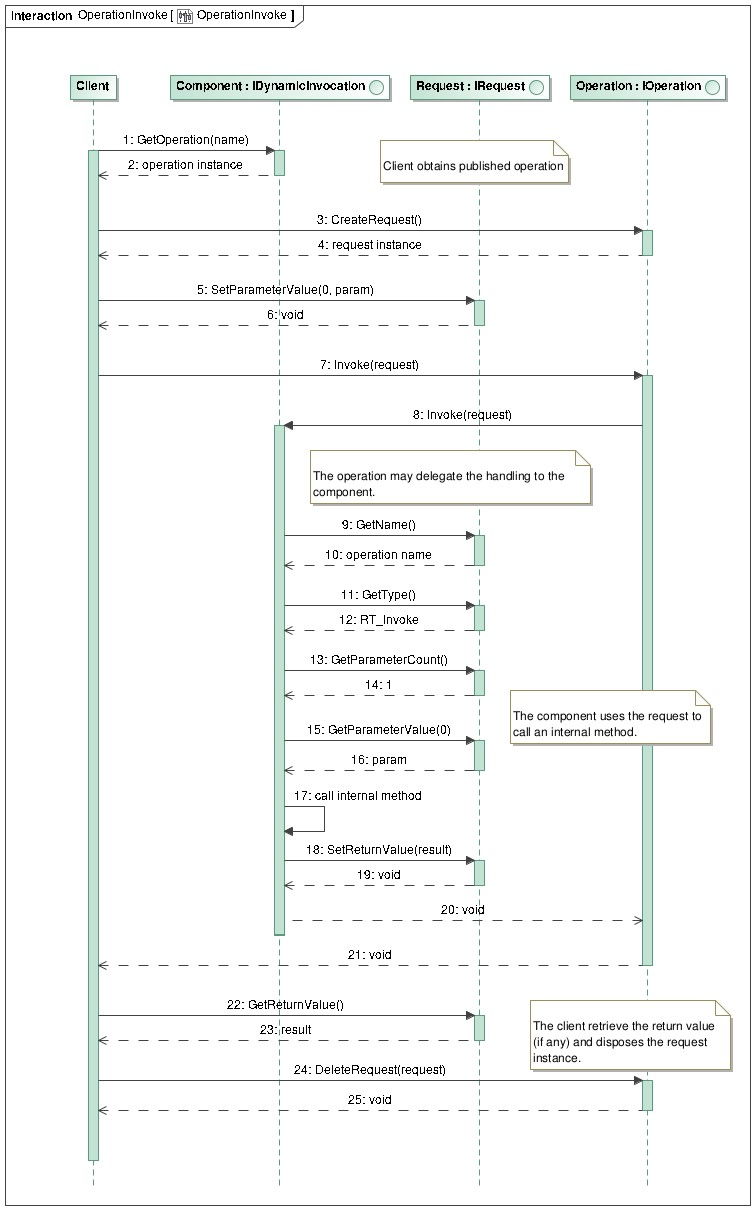 interaction OperationInvoke [ OperationInvoke ]
Client
Component : IDynamicInvocation
Request : IRequest
Operation : IOperation
1: GetOperation(name)
2: operation instance
Client obtains published operation
3: CreateRequest()
4: request instance
5: SetParameterValue(0, param)
6: void
7: Invoke(request)
8: Invoke(request)
The operation may delegate the handling to the
component.
9: GetName()
10: operation name
11: GetType()
12: RT_Invoke
13: GetParameterCount()
14: 1
The component uses the request to
call an internal method.
15: GetParameterValue(0)
16: param
17: call internal method
18: SetReturnValue(result)
19: void
20: void
21: void
22: GetReturnValue()
23: result
The client retrieve the return value
(if any) and disposes the request
instance.
24: DeleteRequest(request)
25: void